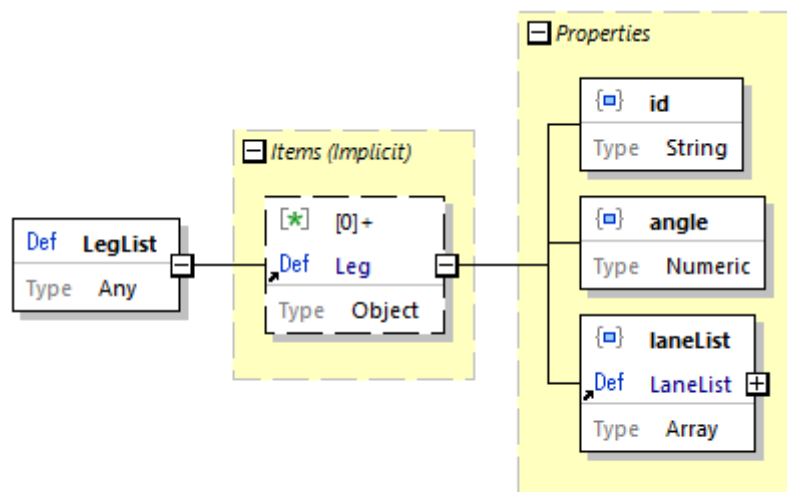 Def LegList
Type Any
Items (Implicit)
[*] [0]+
Def Leg
Type Object
Properties
id
Type String
angle
Type Numeric
laneList
Def LaneList
Type Array